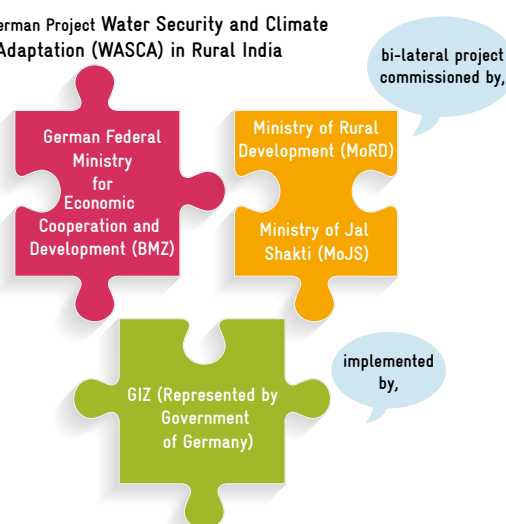 German Project Water Security and Climate
Adaptation (WASCA) in Rural India
bi-lateral project
commissioned by,
German Federal
Ministry
for
Economic
Cooperation and
Development (BMZ)
Ministry of Rural
Development (MoRD)
Ministry of Jal
Shakti (MoJS)
implemented
by,
GIZ (Represented by
Government
of Germany)